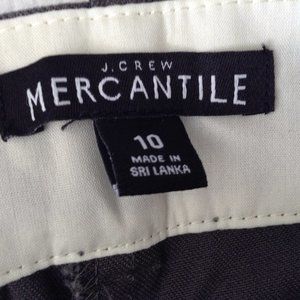 J.CREW
MERCANTILE
10
MADE IN
SRI LANKA